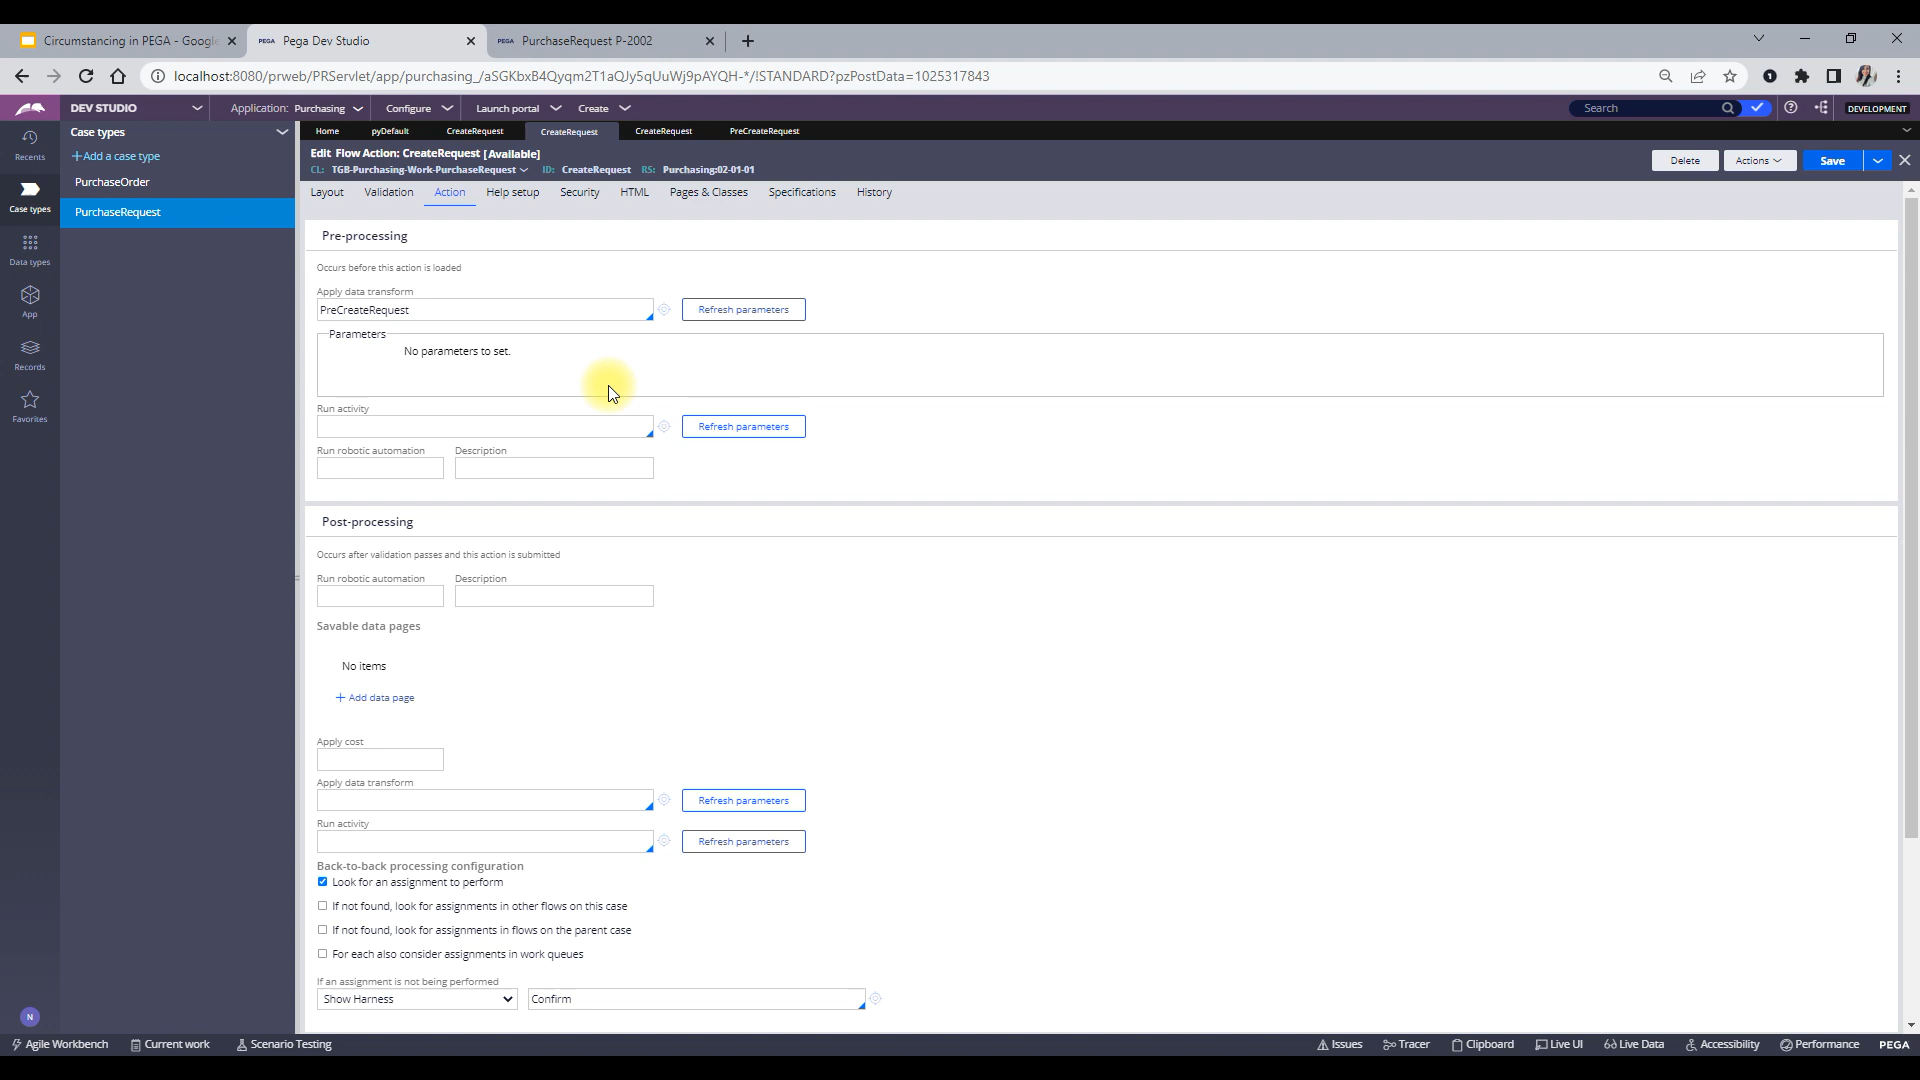 Circumstancing in PEGA - Google
PEGA Pega Dev Studio
PEGA PurchaseRequest P-2002
localhost:8080/prweb/PRServlet/app/purchasing_/aSGKbxB4Qyqm2T1aQJy5qUuWj9pAYQH-*/!STANDARD?pzPostData=1025317843
DEV STUDIO
Application: Purchasing
Configure
Launch portal
Create
Search
DEVELOPMENT
Recents
Case types
Data types
App
Records
Favorites
N
Case types
+Add a case type
PurchaseOrder
PurchaseRequest
Home pyDefault CreateRequest CreateRequest CreateRequest PreCreateRequest
Edit Flow Action: CreateRequest [Available]
CL: TGB-Purchasing-Work-PurchaseRequest ID: CreateRequest RS: Purchasing:02-01-01
Delete Actions Save
Layout Validation Action Help setup Security HTML Pages & Classes Specifications History
Pre-processing
Occurs before this action is loaded
Apply data transform
PreCreateRequest Refresh parameters
Parameters
No parameters to set.
Run activity
Refresh parameters
Run robotic automation Description
Post-processing
Occurs after validation passes and this action is submitted
Run robotic automation Description
Savable data pages
No items
+ Add data page
Apply cost
Apply data transform
Refresh parameters
Run activity
Refresh parameters
Back-to-back processing configuration
Look for an assignment to perform
If not found, look for assignments in other flows on this case
If not found, look for assignments in flows on the parent case
For each also consider assignments in work queues
If an assignment is not being performed
Show Harness Confirm
Agile Workbench Current work Scenario Testing Issues Tracer Clipboard Live UI Live Data Accessibility Performance PEGA